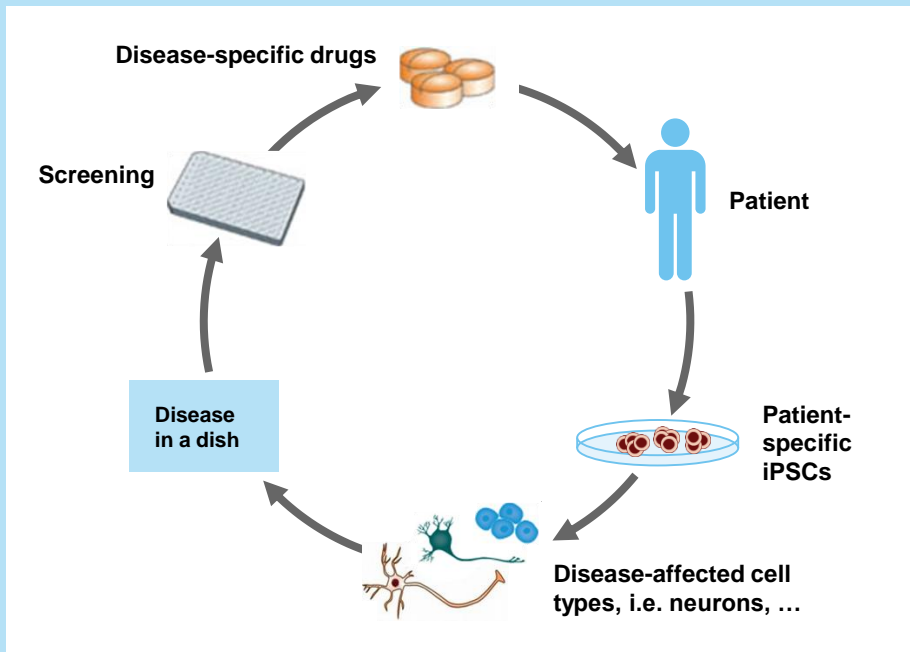 Disease-specific drugs
Screening
Patient
Disease
in a dish
Patient-
specific
iPSCs
Disease-affected cell
types, i.e. neurons, …